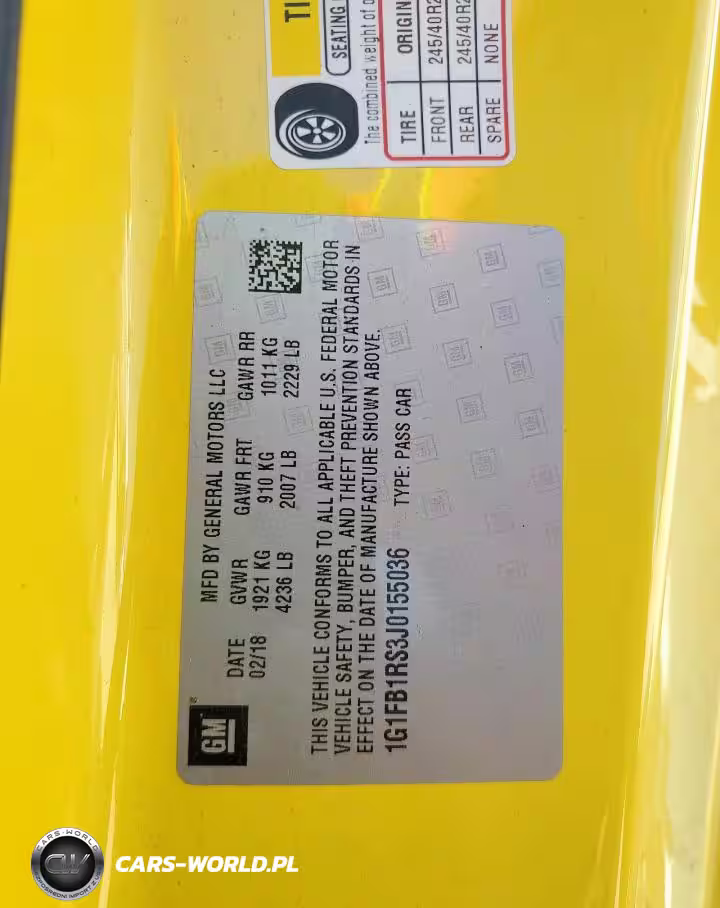 TI
SEATING
The combined weight of o
TIRE ORIGIN
FRONT 245/40R2
REAR 245/40R2
SPARE NONE
MFD BY GENERAL MOTORS LLC
DATE GVWR GAWR FRT GAWR RR
02/18 1921 KG 910 KG 1011 KG
4236 LB 2007 LB 2229 LB
THIS VEHICLE CONFORMS TO ALL APPLICABLE U.S. FEDERAL MOTOR
VEHICLE SAFETY, BUMPER, AND THEFT PREVENTION STANDARDS IN
EFFECT ON THE DATE OF MANUFACTURE SHOWN ABOVE.
1G1FB1RS3J0155036 TYPE: PASS CAR
GM
CARS-WORLD
CW
CARS-WORLD.PL